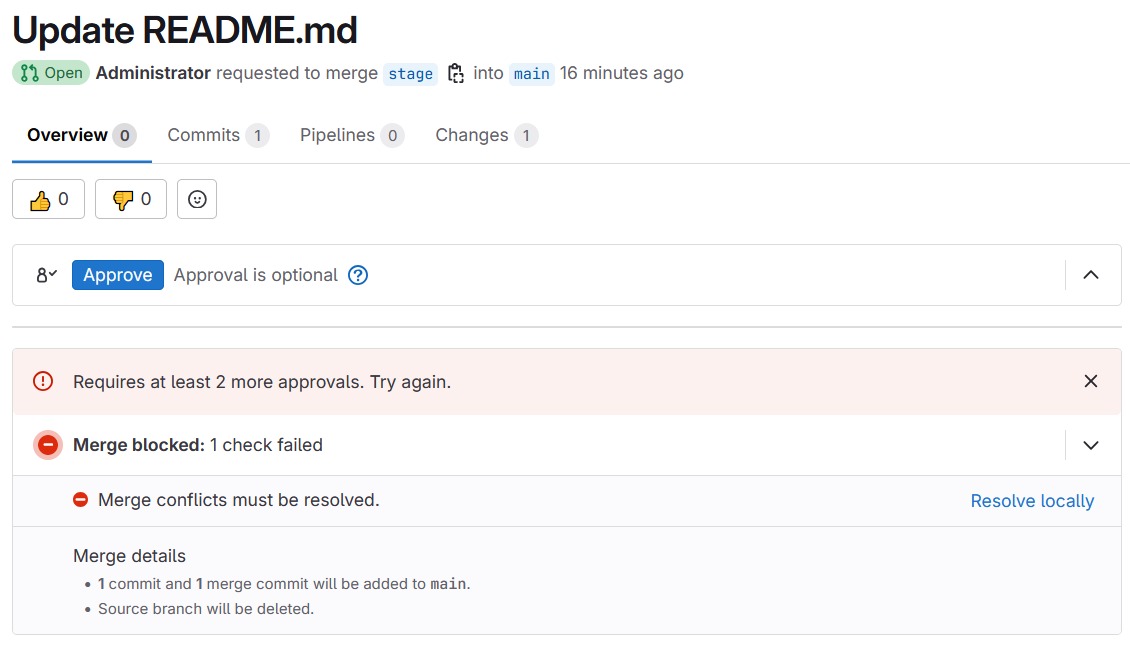 Update README.md
Open Administrator requested to merge stage into main 16 minutes ago
Overview 0 Commits 1 Pipelines 0 Changes 1
0 0
Approve Approval is optional ?
Requires at least 2 more approvals. Try again.
Merge blocked: 1 check failed
Merge conflicts must be resolved. Resolve locally
Merge details
• 1 commit and 1 merge commit will be added to main.
• Source branch will be deleted.